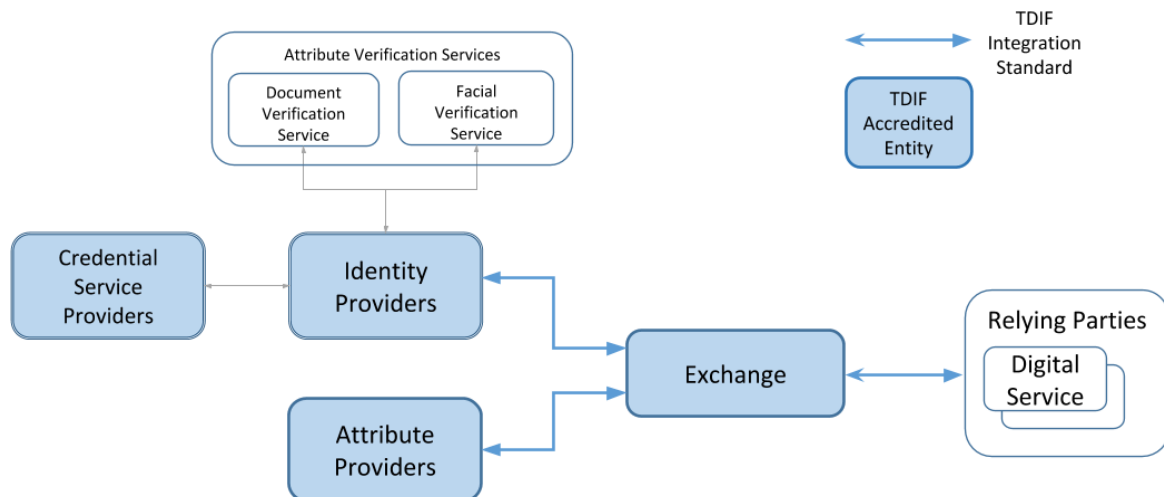 Attribute Verification Services
Document
Verification
Service
Facial
Verification
Service
TDIF
Integration
Standard
TDIF
Accredited
Entity
Credential
Service
Providers
Identity
Providers
Attribute
Providers
Exchange
Relying Parties
Digital
Service